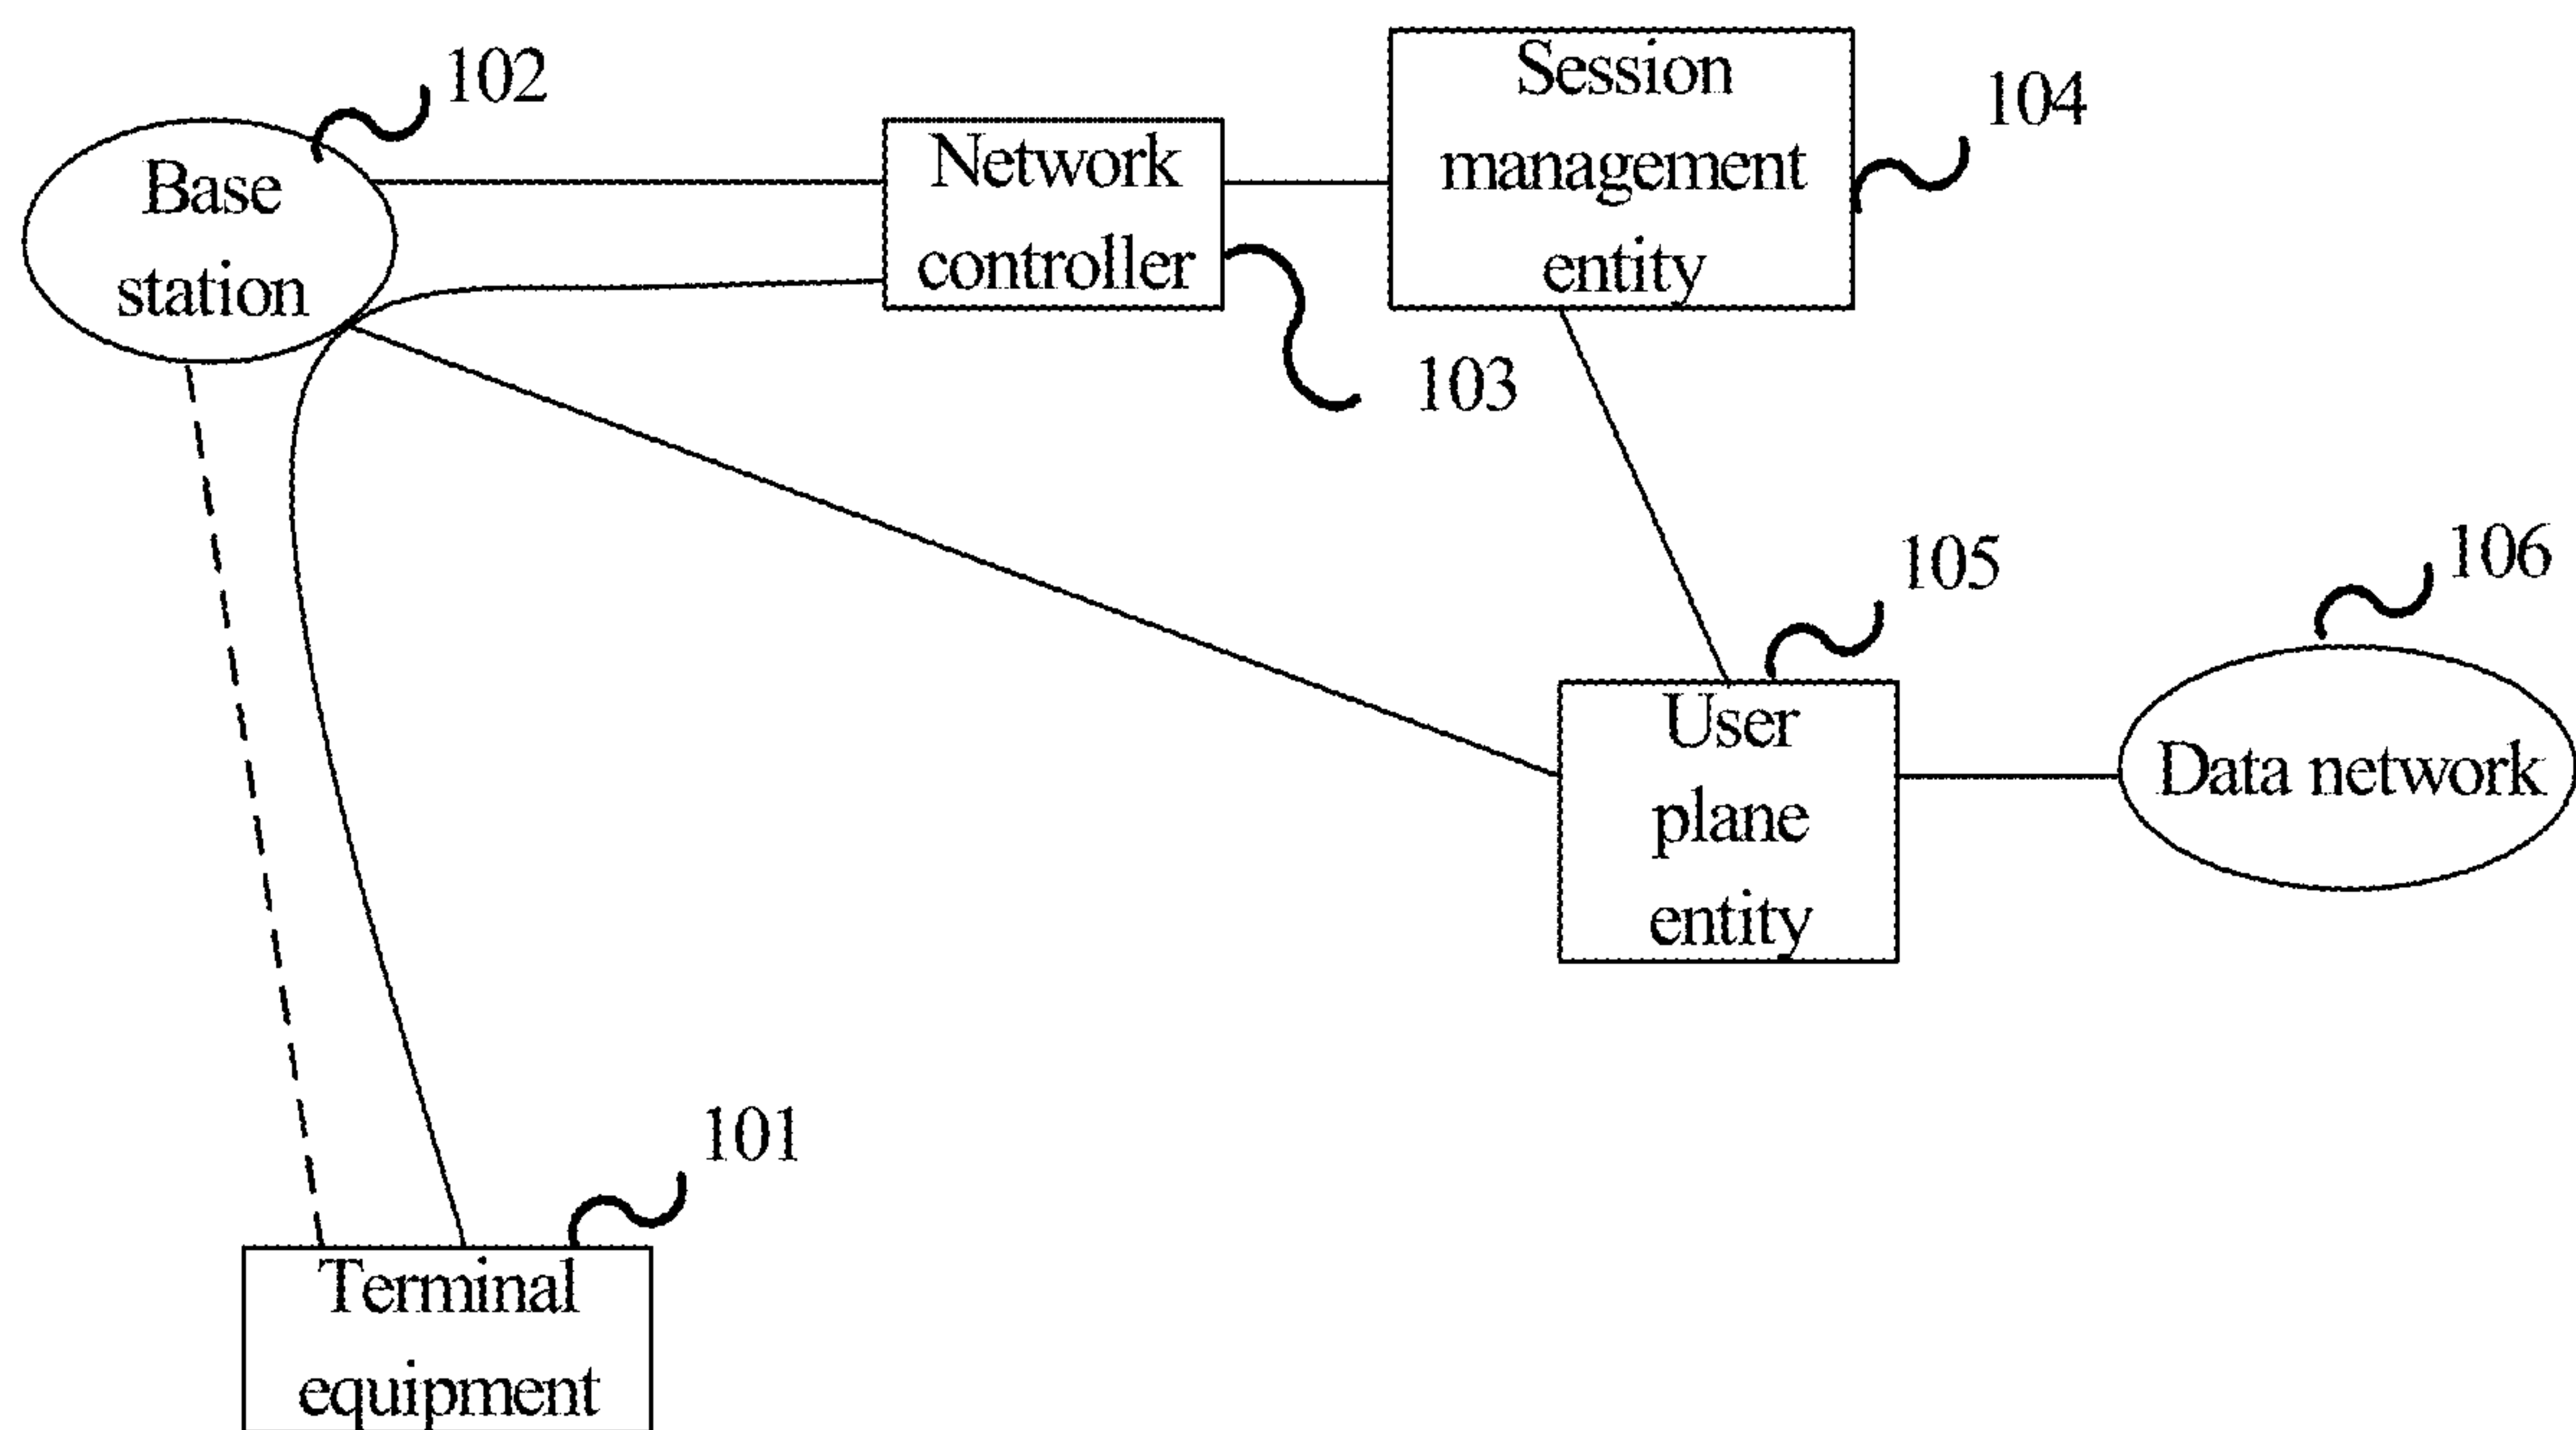 102
Base
station
Network
controller
103
Session
management
entity
104
105
User
plane
entity
106
Data network
101
Terminal
equipment